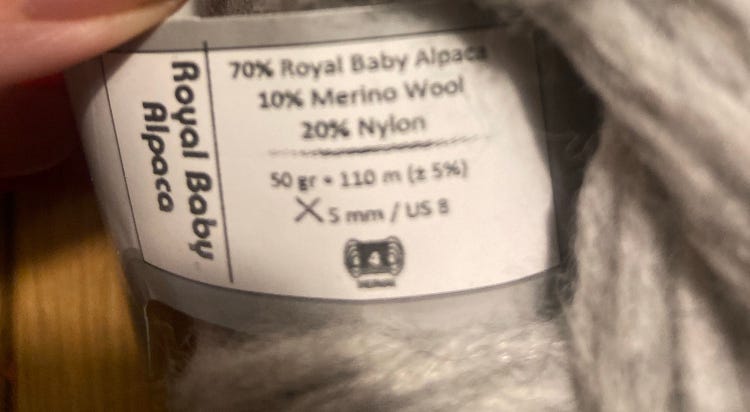 Royal Baby
Alpaca
70% Royal Baby Alpaca
10% Merino Wool
20% Nylon
50 gr • 110 m (± 5%)
5 mm / US 8
4